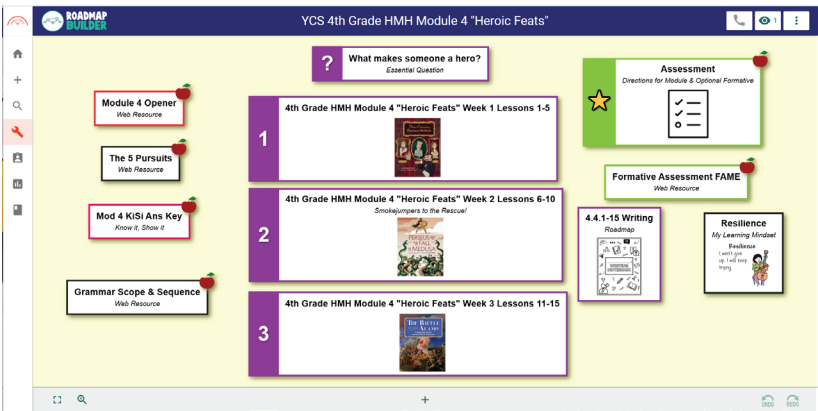 ROADMAP
BUILDER
YCS 4th Grade HMH Module 4 "Heroic Feats"
1
?
What makes someone a hero?
Essential Question
Assessment
Directions for Module & Optional Formative
Module 4 Opener
Web Resource
1
4th Grade HMH Module 4 "Heroic Feats" Week 1 Lessons 1-5
The 5 Pursuits
Web Resource
Formative Assessment FAME
Web Resource
2
4th Grade HMH Module 4 "Heroic Feats" Week 2 Lessons 6-10
Smokejumpers to the Rescue!
PERSEUS
AND THE
FALL
OF
MEDUSA
Mod 4 KiSi Ans Key
Know it, Show it
4.4.1-15 Writing
Roadmap
Resilience
My Learning Mindset
Resilience
I won't give
up. I will keep
trying.
Grammar Scope & Sequence
Web Resource
3
4th Grade HMH Module 4 "Heroic Feats" Week 3 Lessons 11-15
THE BATTLE
ALAMO
UNDO
REDO